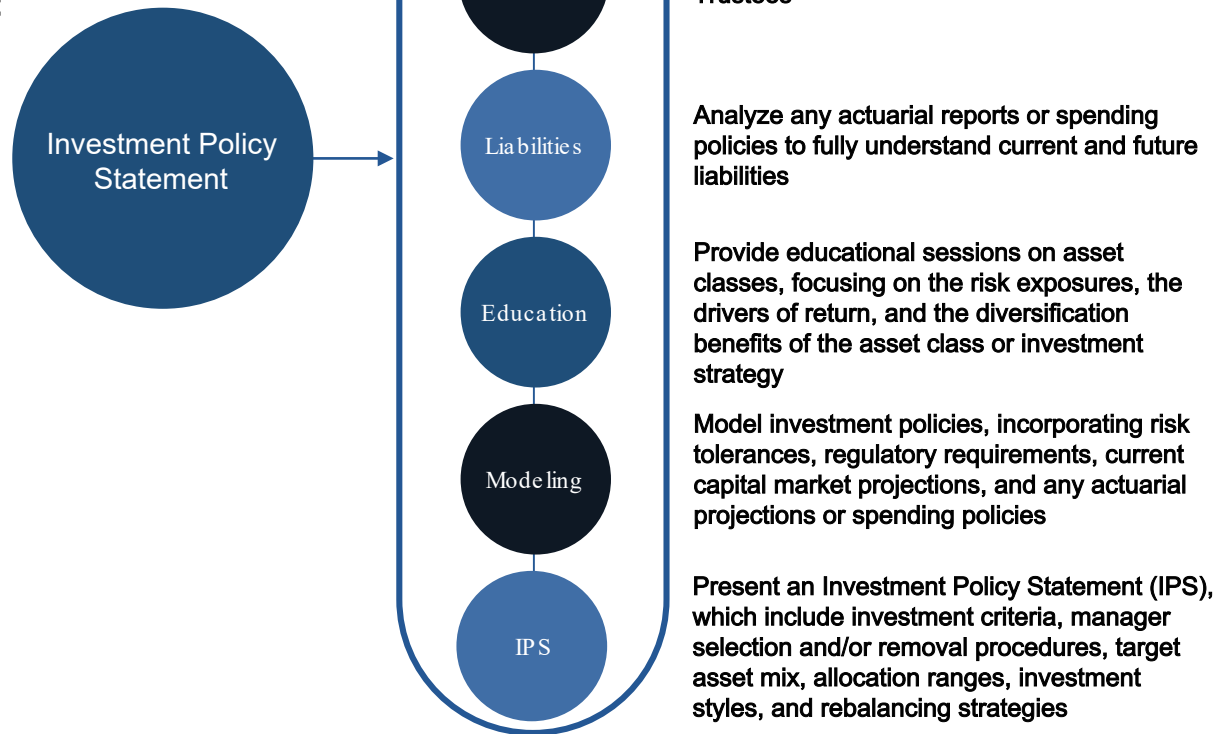 Trustees
Investment Policy
Statement
Liabilities
Analyze any actuarial reports or spending
policies to fully understand current and future
liabilities
Education
Provide educational sessions on asset
classes, focusing on the risk exposures, the
drivers of return, and the diversification
benefits of the asset class or investment
strategy
Modeling
Model investment policies, incorporating risk
tolerances, regulatory requirements, current
capital market projections, and any actuarial
projections or spending policies
IPS
Present an Investment Policy Statement (IPS),
which include investment criteria, manager
selection and/or removal procedures, target
asset mix, allocation ranges, investment
styles, and rebalancing strategies